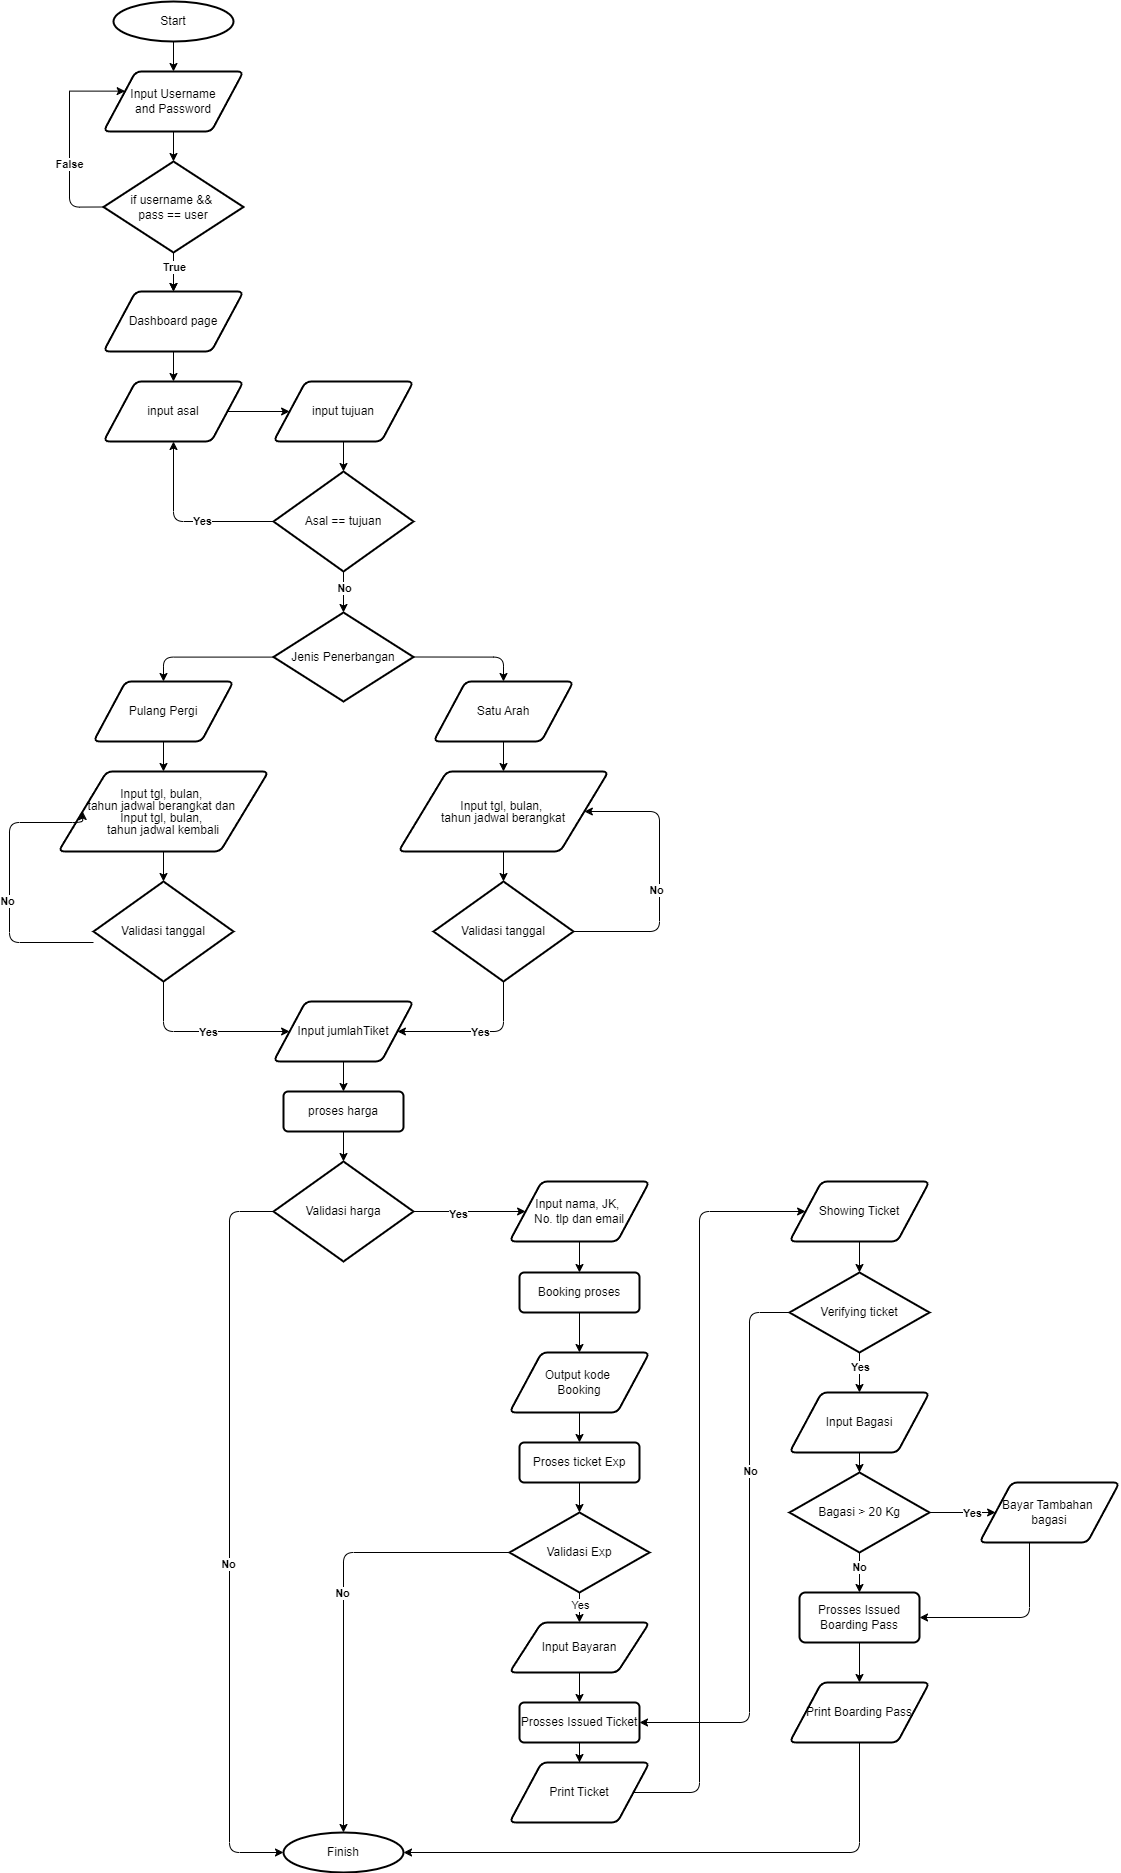 Start
Input Username
and Password
False
if username &&
pass == user
True
Dashboard page
input asal
input tujuan
Asal == tujuan
Yes
No
Jenis Penerbangan
Pulang Pergi
Satu Arah
Input tgl, bulan,
tahun jadwal berangkat dan
Input tgl, bulan,
tahun jadwal kembali
Input tgl, bulan,
tahun jadwal berangkat
No
No
Validasi tanggal
Validasi tanggal
Yes
Input jumlahTiket
Yes
proses harga
Validasi harga
Yes
Input nama, JK,
No. tlp dan email
Booking proses
Output kode
Booking
Proses ticket Exp
Validasi Exp
No
No
Yes
Input Bayaran
Prosses Issued Ticket
Print Ticket
Showing Ticket
Verifying ticket
Yes
No
Input Bagasi
Bagasi > 20 Kg
Yes
Bayar Tambahan
bagasi
No
Prosses Issued
Boarding Pass
Print Boarding Pass
Finish